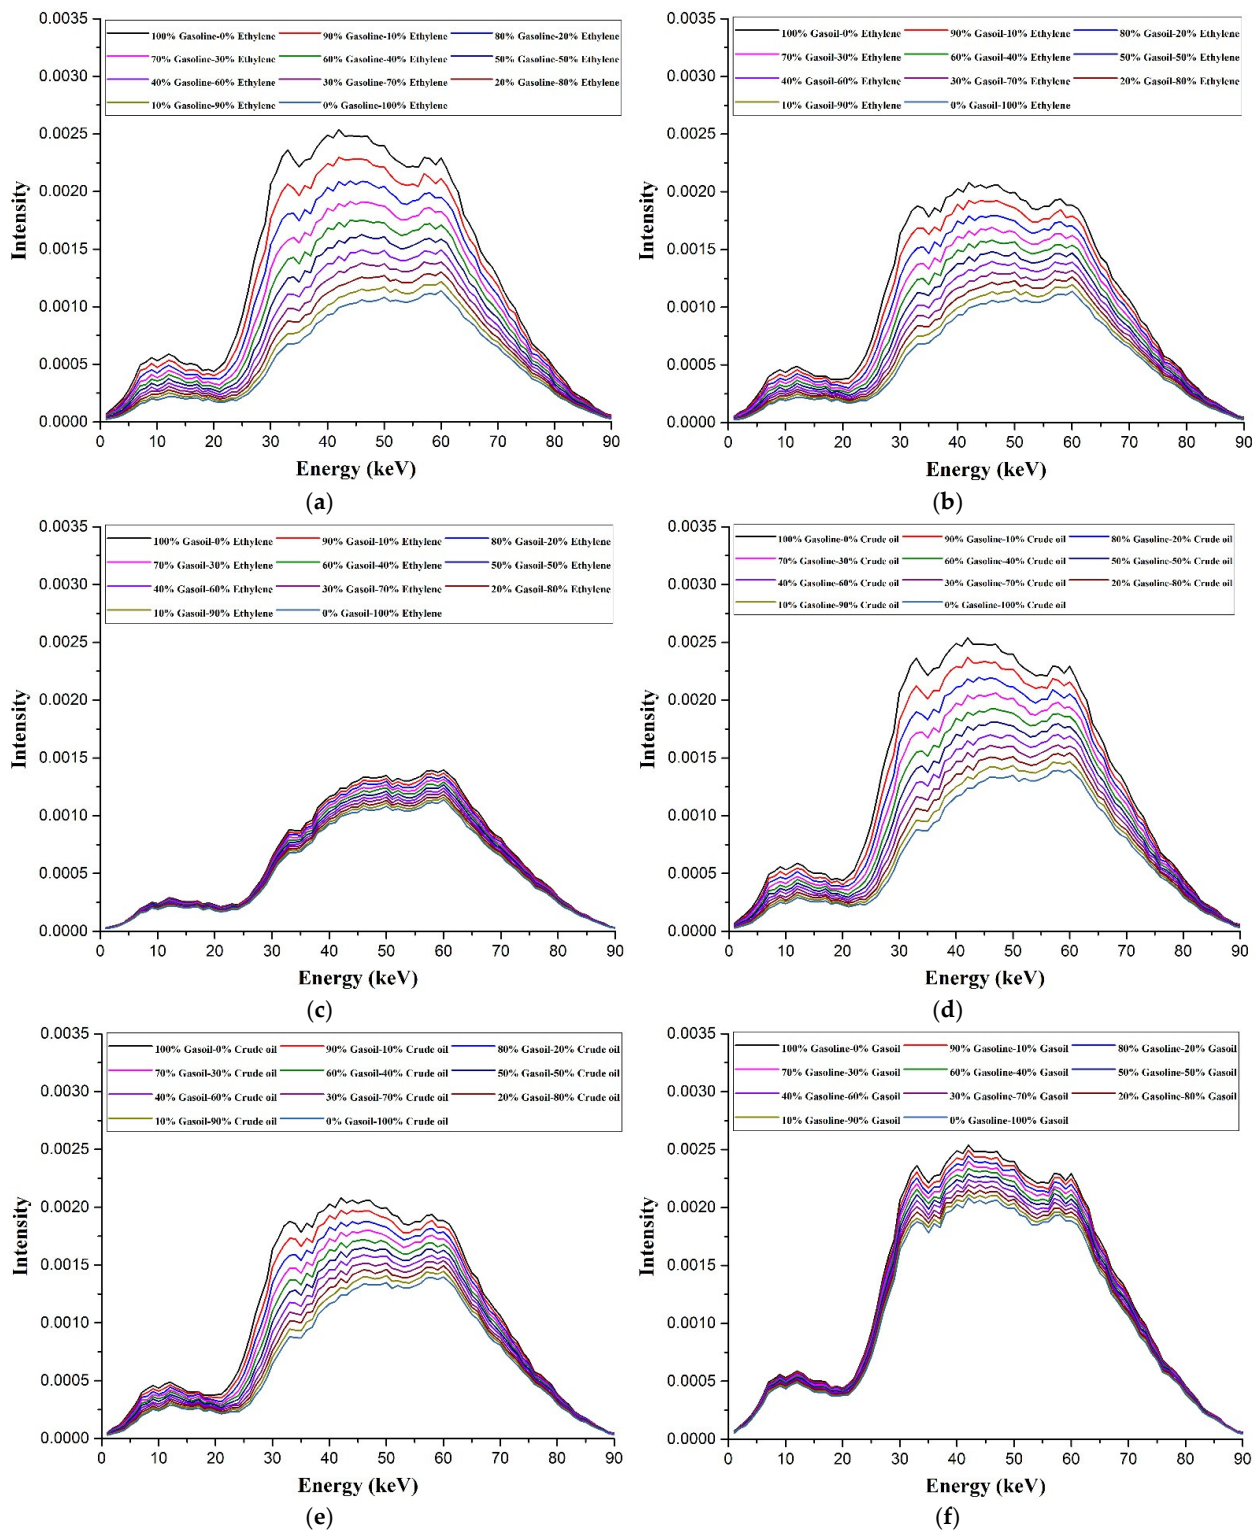 0.0035
0.0030
0.0025
0.0020
0.0015
0.0010
0.0005
0.0000
Intensity
100% Gasoline-0% Ethylene 90% Gasoline-10% Ethylene 80% Gasoline-20% Ethylene
70% Gasoline-30% Ethylene 60% Gasoline-40% Ethylene 50% Gasoline-50% Ethylene
40% Gasoline-60% Ethylene 30% Gasoline-70% Ethylene 20% Gasoline-80% Ethylene
10% Gasoline-90% Ethylene 0% Gasoline-100% Ethylene
0 10 20 30 40 50 60 70 80 90
Energy (keV)
(a)
0.0035
0.0030
0.0025
0.0020
0.0015
0.0010
0.0005
0.0000
Intensity
100% Gasoil-0% Ethylene 90% Gasoil-10% Ethylene 80% Gasoil-20% Ethylene
70% Gasoil-30% Ethylene 60% Gasoil-40% Ethylene 50% Gasoil-50% Ethylene
40% Gasoil-60% Ethylene 30% Gasoil-70% Ethylene 20% Gasoil-80% Ethylene
10% Gasoil-90% Ethylene 0% Gasoil-100% Ethylene
0 10 20 30 40 50 60 70 80 90
Energy (keV)
(b)
0.0035
0.0030
0.0025
0.0020
0.0015
0.0010
0.0005
0.0000
Intensity
100% Gasoil-0% Ethylene 90% Gasoil-10% Ethylene 80% Gasoil-20% Ethylene
70% Gasoil-30% Ethylene 60% Gasoil-40% Ethylene 50% Gasoil-50% Ethylene
40% Gasoil-60% Ethylene 30% Gasoil-70% Ethylene 20% Gasoil-80% Ethylene
10% Gasoil-90% Ethylene 0% Gasoil-100% Ethylene
0 10 20 30 40 50 60 70 80 90
Energy (keV)
(c)
0.0035
0.0030
0.0025
0.0020
0.0015
0.0010
0.0005
0.0000
Intensity
100% Gasoline-0% Crude oil 90% Gasoline-10% Crude oil 80% Gasoline-20% Crude oil
70% Gasoline-30% Crude oil 60% Gasoline-40% Crude oil 50% Gasoline-50% Crude oil
40% Gasoline-60% Crude oil 30% Gasoline-70% Crude oil 20% Gasoline-80% Crude oil
10% Gasoline-90% Crude oil 0% Gasoline-100% Crude oil
0 10 20 30 40 50 60 70 80 90
Energy (keV)
(d)
0.0035
0.0030
0.0025
0.0020
0.0015
0.0010
0.0005
0.0000
Intensity
100% Gasoil-0% Crude oil 90% Gasoil-10% Crude oil 80% Gasoil-20% Crude oil
70% Gasoil-30% Crude oil 60% Gasoil-40% Crude oil 50% Gasoil-50% Crude oil
40% Gasoil-60% Crude oil 30% Gasoil-70% Crude oil 20% Gasoil-80% Crude oil
10% Gasoil-90% Crude oil 0% Gasoil-100% Crude oil
0 10 20 30 40 50 60 70 80 90
Energy (keV)
(e)
0.0035
0.0030
0.0025
0.0020
0.0015
0.0010
0.0005
0.0000
Intensity
100% Gasoline-0% Gasoil 90% Gasoline-10% Gasoil 80% Gasoline-20% Gasoil
70% Gasoline-30% Gasoil 60% Gasoline-40% Gasoil 50% Gasoline-50% Gasoil
40% Gasoline-60% Gasoil 30% Gasoline-70% Gasoil 20% Gasoline-80% Gasoil
10% Gasoline-90% Gasoil 0% Gasoline-100% Gasoil
0 10 20 30 40 50 60 70 80 90
Energy (keV)
(f)